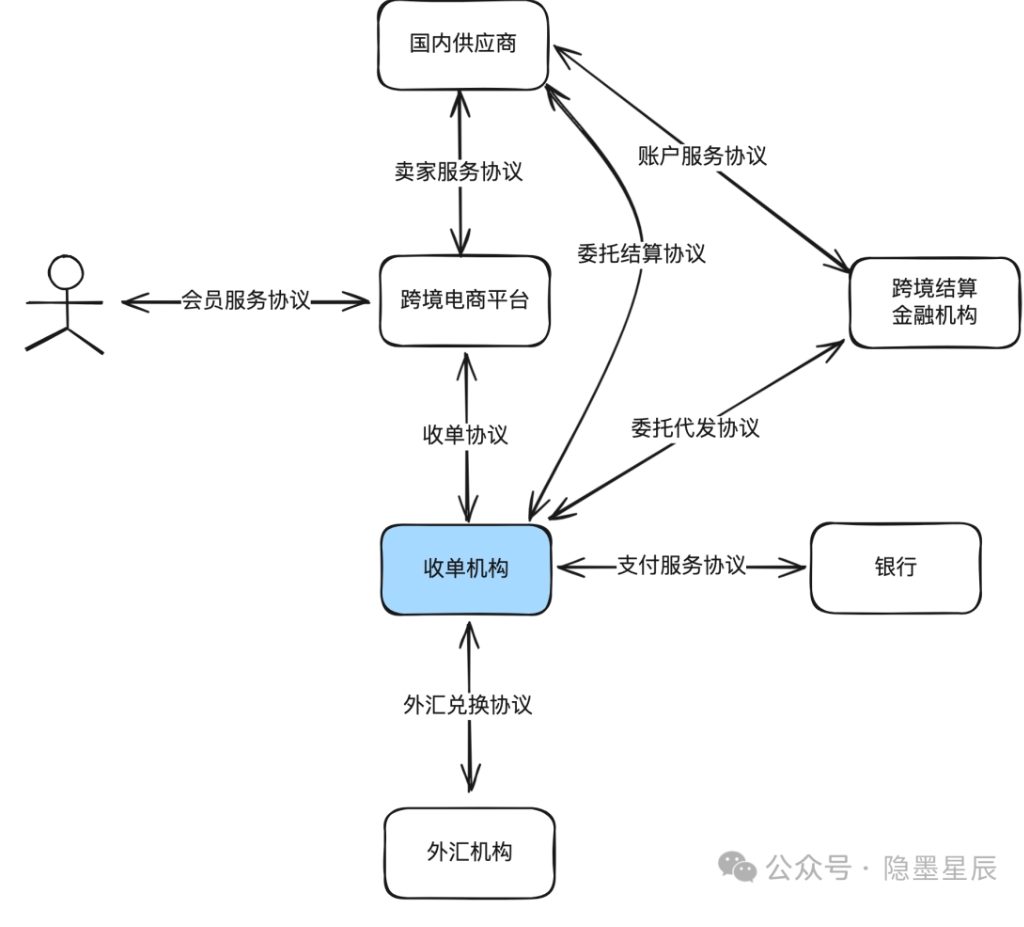 国内供应商
账户服务协议
卖家服务协议
委托结算协议
会员服务协议
跨境电商平台
跨境结算
金融机构
收单协议
委托代发协议
收单机构
支付服务协议
银行
外汇兑换协议
外汇机构
公众号·隐墨星辰